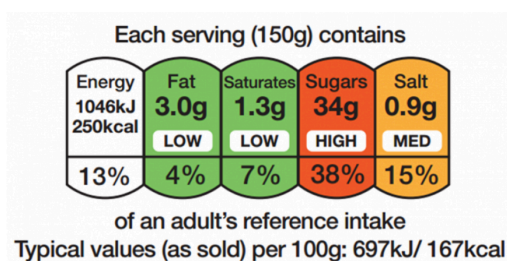 Each serving (150g) contains
Energy Fat Saturates Sugars Salt
1046kJ 3.0g 1.3g 34g 0.9g
250kcal
LOW LOW HIGH MED
13% 4% 7% 38% 15%
of an adult's reference intake
Typical values (as sold) per 100g: 697kJ/ 167kcal